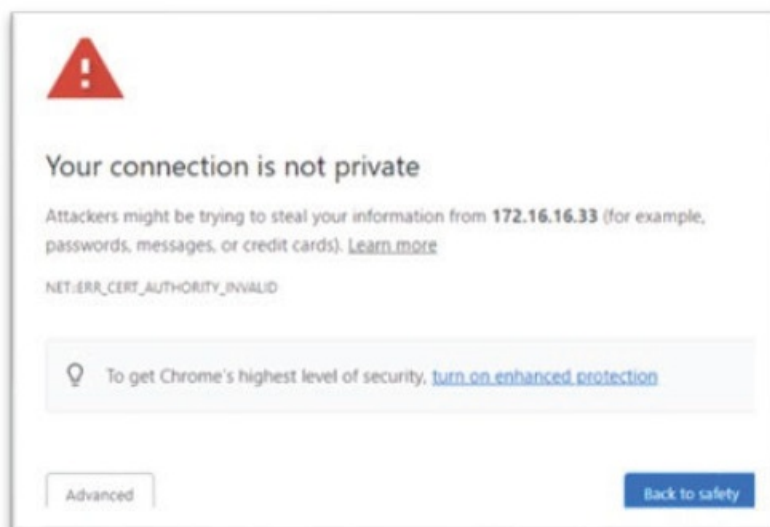 Your connection is not private
Attackers might be trying to steal your information from 172.16.16.33 (for example,
passwords, messages, or credit cards). Learn more
NET::ERR_CERT_AUTHORITY_INVALID
To get Chrome's highest level of security, turn on enhanced protection
Advanced
Back to safety